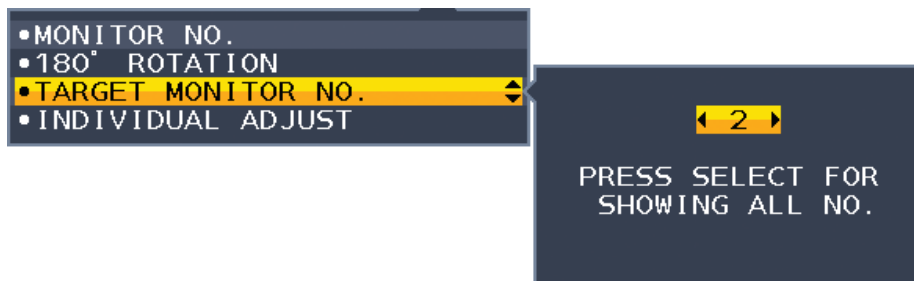 •MONITOR NO.
•180° ROTATION
•TARGET MONITOR NO.
•INDIVIDUAL ADJUST
2
PRESS SELECT FOR
SHOWING ALL NO.